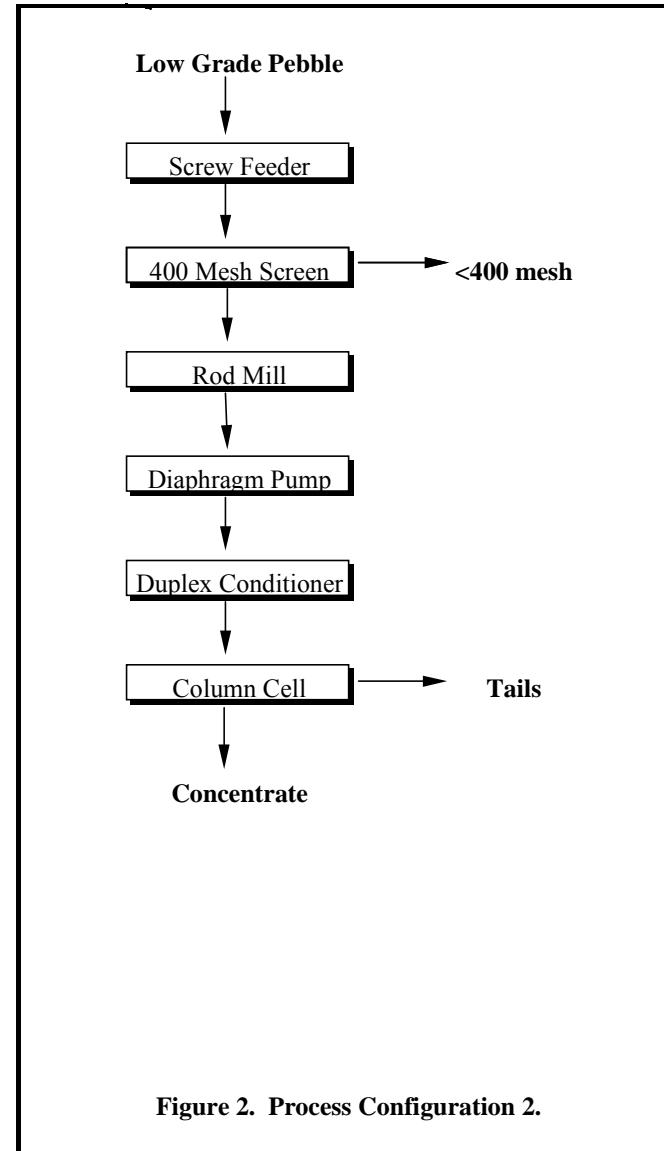 Low Grade Pebble
Screw Feeder
400 Mesh Screen
<400 mesh
Rod Mill
Diaphragm Pump
Duplex Conditioner
Column Cell
Tails
Concentrate
Figure 2. Process Configuration 2.